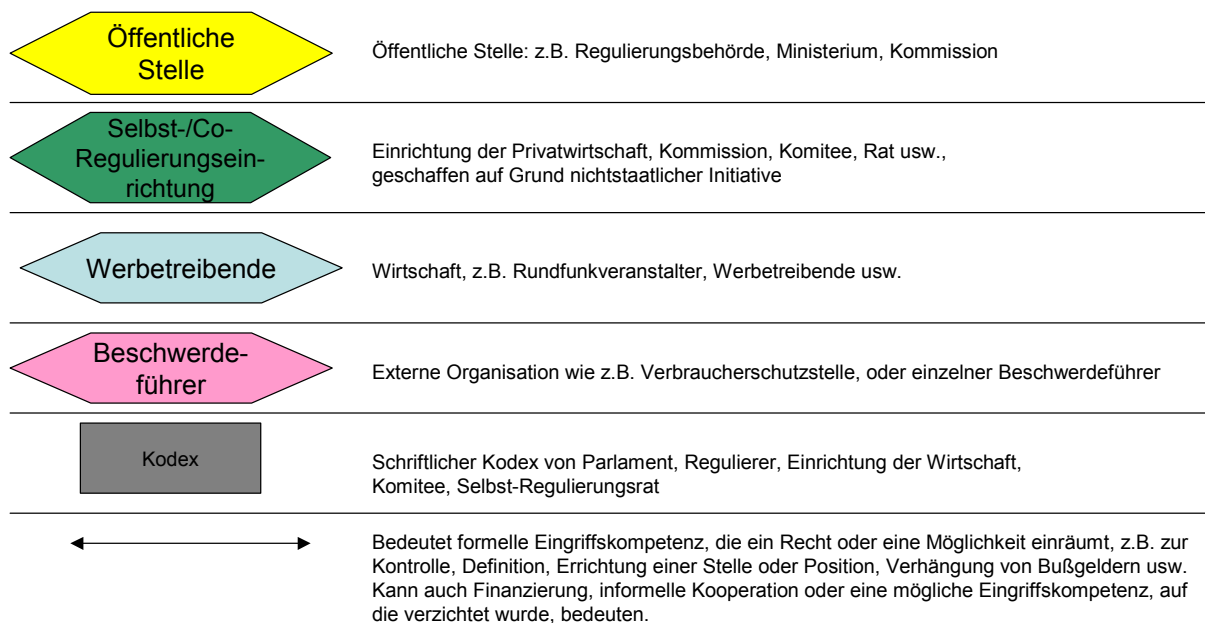 Öffentliche
Stelle
Öffentliche Stelle: z.B. Regulierungsbehörde, Ministerium, Kommission
Selbst-/Co-
Regulierungsein-
richtung
Einrichtung der Privatwirtschaft, Kommission, Komitee, Rat usw.,
geschaffen auf Grund nichtstaatlicher Initiative
Werbetreibende
Wirtschaft, z.B. Rundfunkveranstalter, Werbetreibende usw.
Beschwerde-
führer
Externe Organisation wie z.B. Verbraucherschutzstelle, oder einzelner Beschwerdeführer
Kodex
Schriftlicher Kodex von Parlament, Regulierer, Einrichtung der Wirtschaft,
Komitee, Selbst-Regulierungsrat
Bedeutet formelle Eingriffskompetenz, die ein Recht oder eine Möglichkeit einräumt, z.B. zur
Kontrolle, Definition, Errichtung einer Stelle oder Position, Verhängung von Bußgeldern usw.
Kann auch Finanzierung, informelle Kooperation oder eine mögliche Eingriffskompetenz, auf
die verzichtet wurde, bedeuten.